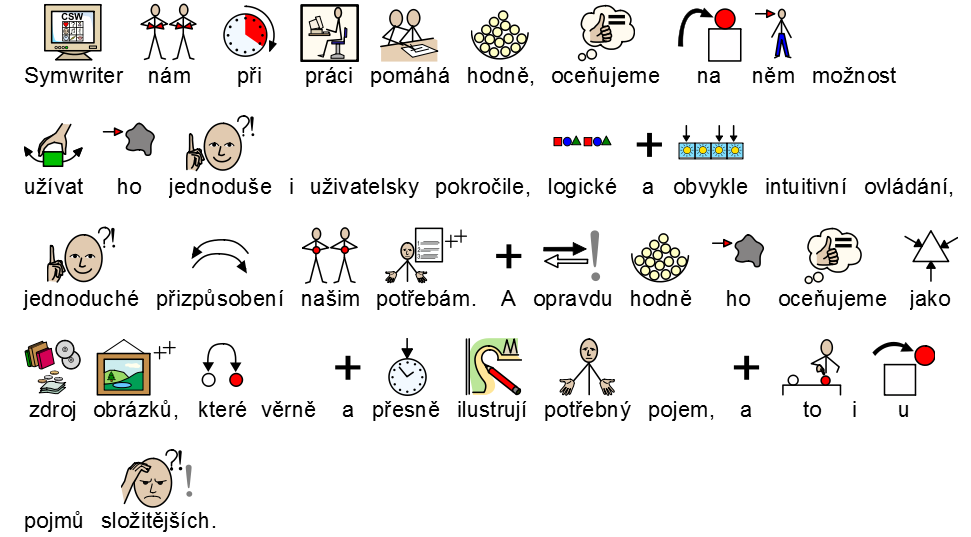 CSW
Symwriter nám při práci pomáhá hodně, oceňujeme na něm možnost
užívat ho jednoduše i uživatelsky pokročile, logické a obvykle intuitivní ovládání,
jednoduché přizpůsobení našim potřebám. A opravdu hodně ho oceňujeme jako
zdroj obrázků, které věrně a přesně ilustrují potřebný pojem, a to i u
pojmů složitějších.